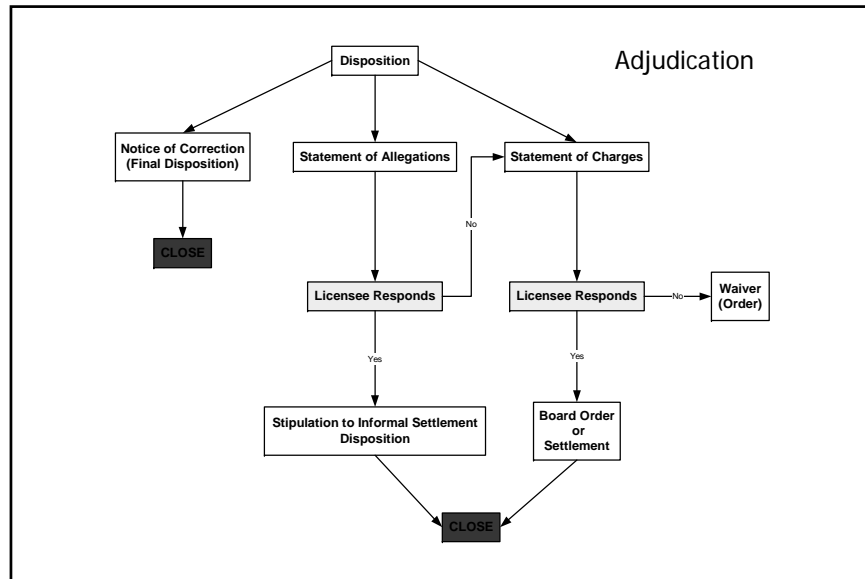 Adjudication
Disposition
Notice of Correction
(Final Disposition)
Statement of Allegations
Statement of Charges
No
CLOSE
Licensee Responds
Licensee Responds
No
Waiver
(Order)
Yes
Yes
Stipulation to Informal Settlement
Disposition
Board Order
or
Settlement
CLOSE